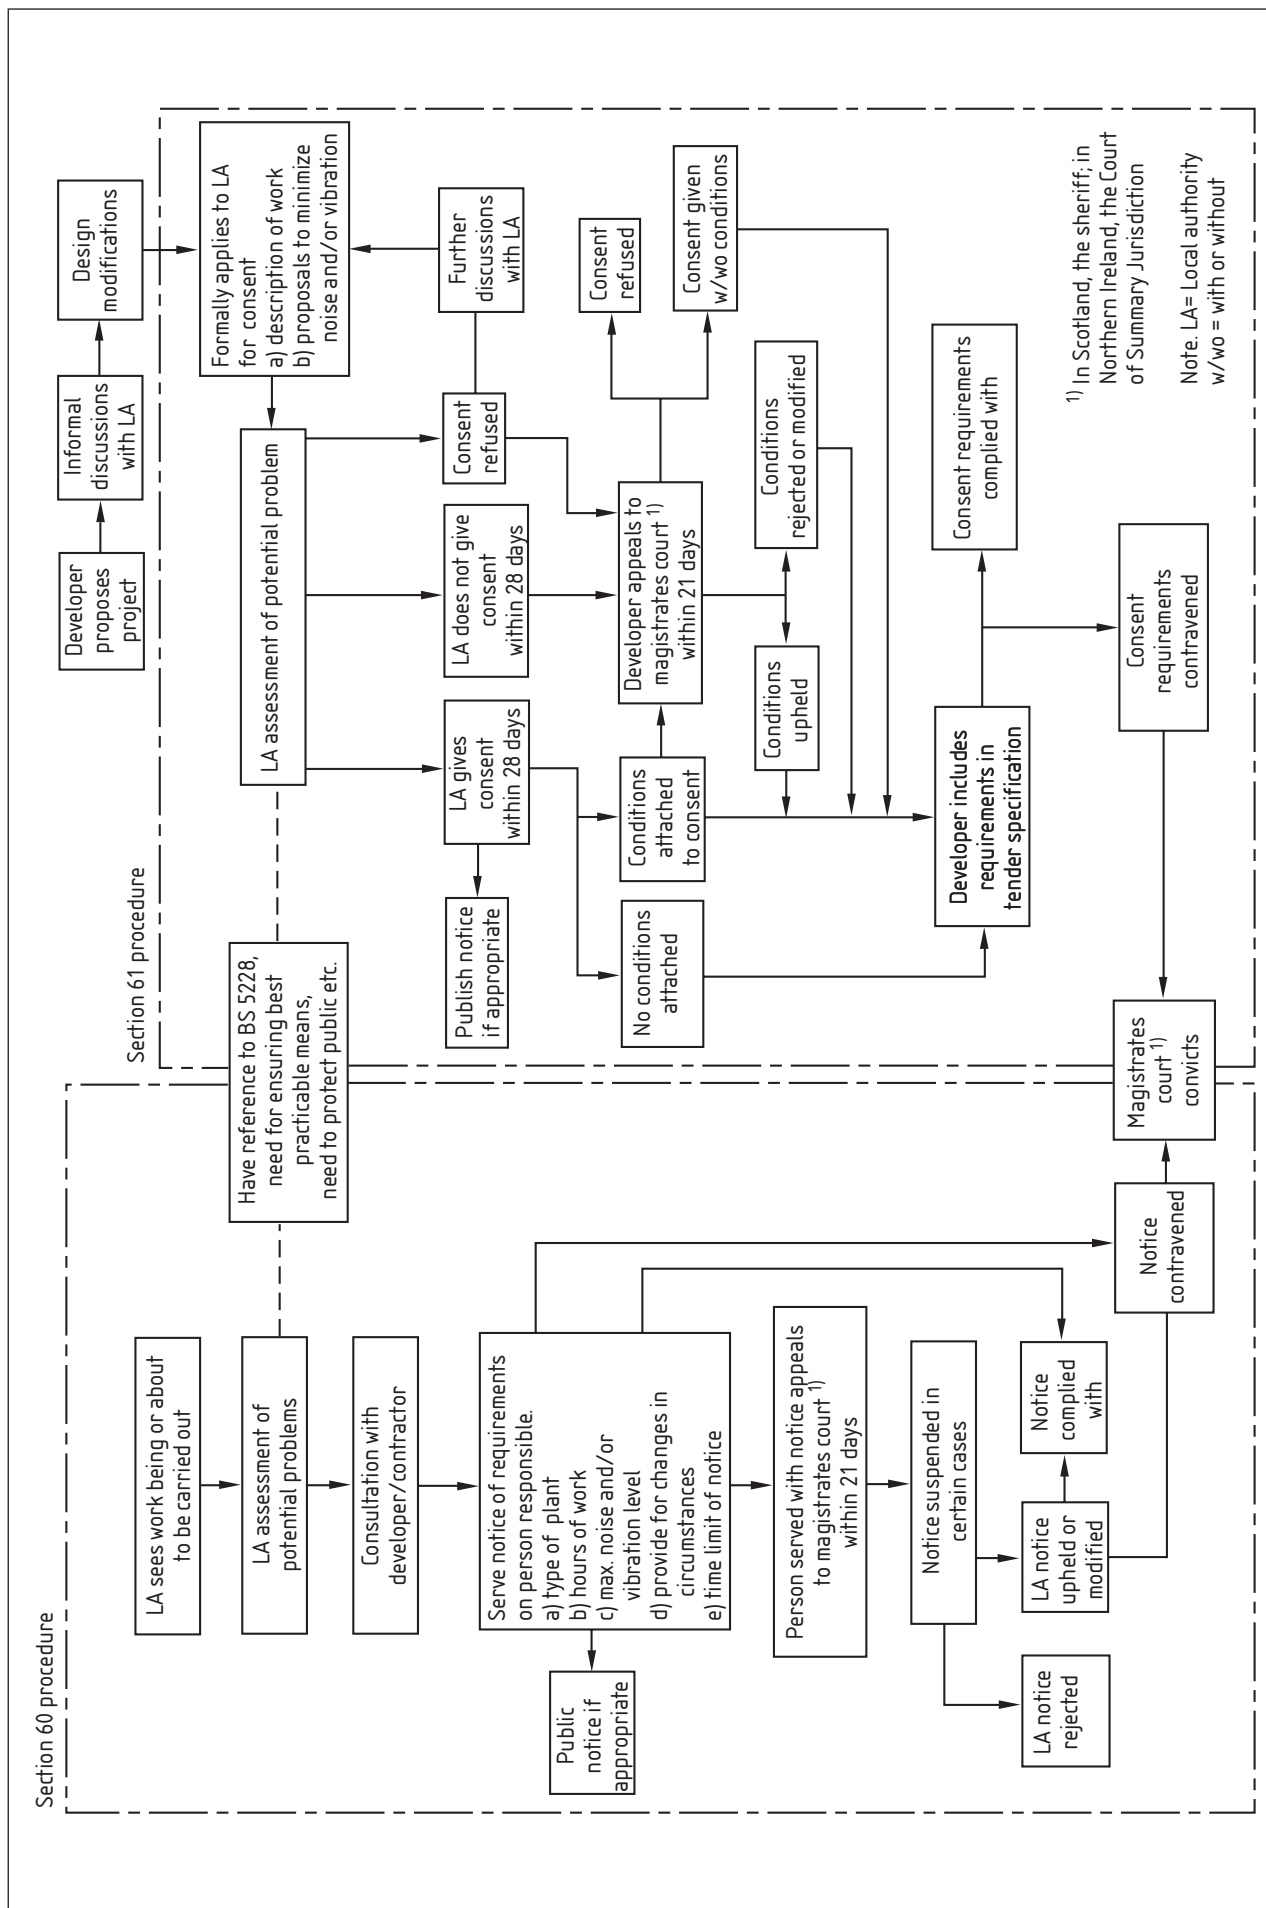 Section 60 procedure
LA sees work being or about
to be carried out
LA assessment of
potential problems
Consultation with
developer/contractor
Serve notice of requirements
on person responsible.
a) type of plant
b) hours of work
c) max. noise and/or
vibration level
d) provide for changes in
circumstances
e) time limit of notice
Public
notice if
appropriate
Person served with notice appeals
to magistrates court 1)
within 21 days
Notice suspended in
certain cases
LA notice
rejected
LA notice
upheld or
modified
Notice
complied
with
Notice
contravened
Have reference to BS 5228,
need for ensuring best
practicable means,
need to protect public etc.
Magistrates
court 1)
convicts
Section 61 procedure
Developer
proposes
project
Informal
discussions
with LA
Design
modifications
Formally applies to LA
for consent
a) description of work
b) proposals to minimize
noise and/or vibration
LA assessment of potential problem
LA gives
consent
within 28 days
LA does not give
consent
within 28 days
Consent
refused
Further
discussions
with LA
Publish notice
if appropriate
No conditions
attached
Conditions
attached
to consent
Developer appeals to
magistrates court 1)
within 21 days
Consent
refused
Consent given
w/wo conditions
Conditions
upheld
Conditions
rejected or modified
Developer includes
requirements in
tender specification
Consent requirements
complied with
Consent
requirements
contravened
1) In Scotland, the sheriff; in
Northern Ireland, the Court
of Summary Jurisdiction
Note. LA= Local authority
w/wo = with or without